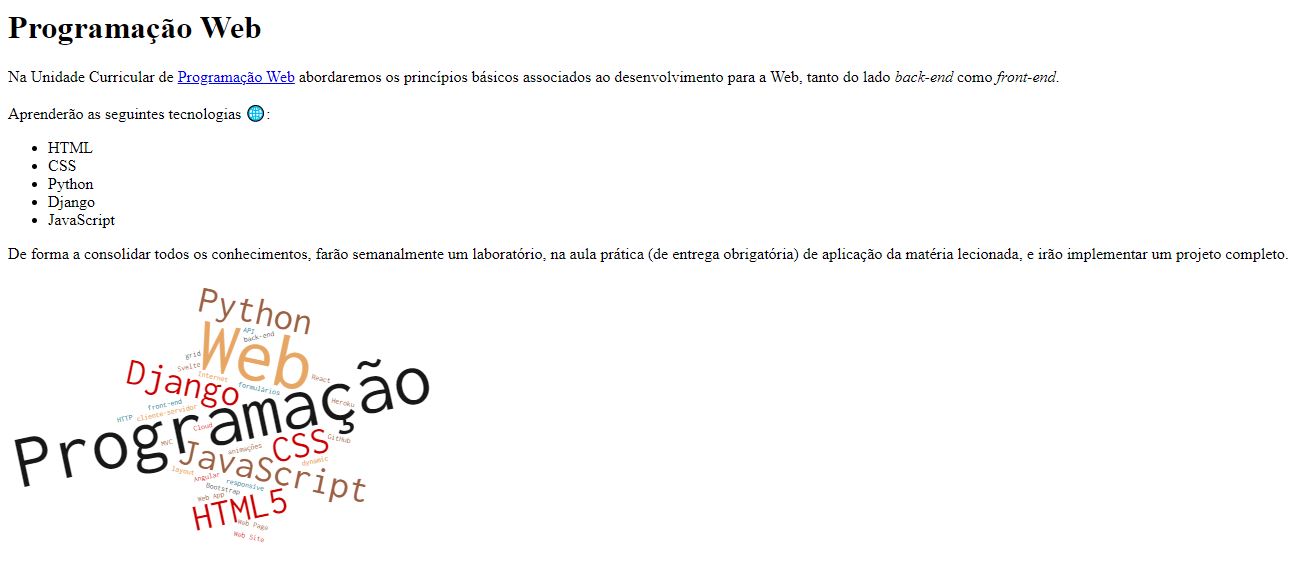 Programação Web
Na Unidade Curricular de Programação Web abordaremos os princípios básicos associados ao desenvolvimento para a Web, tanto do lado back-end como front-end.
Aprenderão as seguintes tecnologias 🌐:
HTML
CSS
Python
Django
JavaScript
De forma a consolidar todos os conhecimentos, farão semanalmente um laboratório, na aula prática (de entrega obrigatória) de aplicação da matéria lecionada, e irão implementar um projeto completo.
Python
API
back-end
Web
grid
Svelte
Internet
Django
formulários
React
Heroku
front-end
HTTP
cliente-servidor
Programação
Cloud
MVC
animações
CSS
GitHub
dynamic
JavaScript
layout
Angular
responsive
Bootstrap
Web App
HTML5
Web Page
Web Site